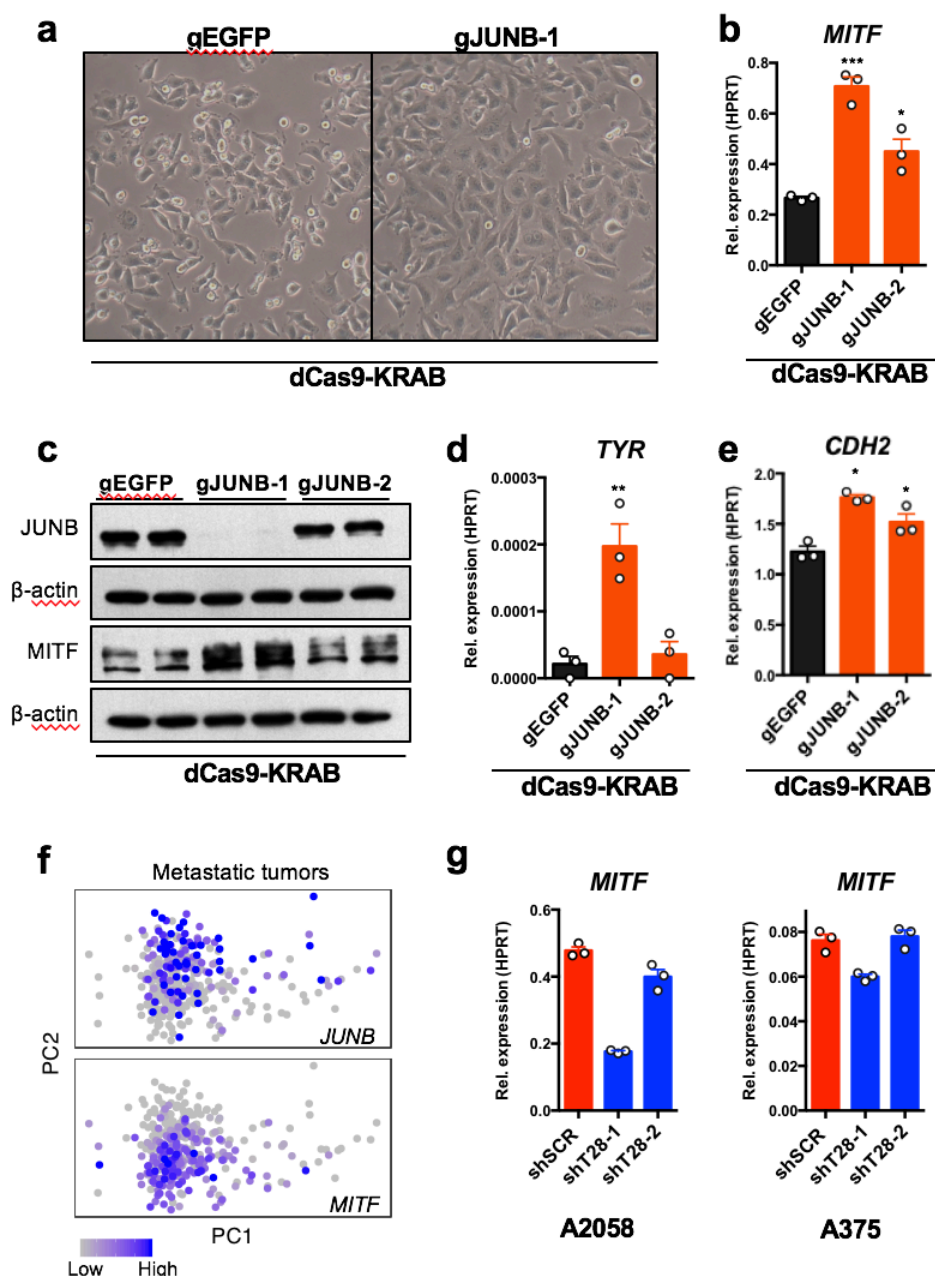 a
gEGFP
gJUNB-1
dCas9-KRAB
b
MITF
Rel. expression (HPRT)
0.8
0.6
0.4
0.2
0.0
***
*
gEGFP
gJUNB-1
gJUNB-2
dCas9-KRAB
c
gEGFP gJUNB-1 gJUNB-2
JUNB
β-actin
MITF
β-actin
dCas9-KRAB
d
TYR
Rel. expression (HPRT)
0.0003
0.0002
0.0001
0.0000
**
gEGFP
gJUNB-1
gJUNB-2
dCas9-KRAB
e
CDH2
Rel. expression (HPRT)
2.0
1.5
1.0
0.5
0.0
*
*
gEGFP
gJUNB-1
gJUNB-2
dCas9-KRAB
f
Metastatic tumors
JUNB
MITF
PC2
PC1
Low High
g
MITF
Rel. expression (HPRT)
0.6
0.4
0.2
0.0
shSCR
shT28-1
shT28-2
A2058
MITF
Rel. expression (HPRT)
0.08
0.06
0.04
0.02
0.00
shSCR
shT28-1
shT28-2
A375